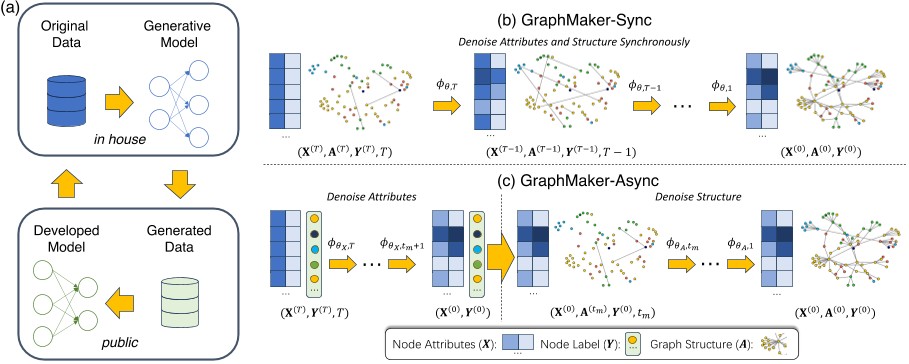 (a)
Original
Data
Generative
Model
in house
Developed
Model
Generated
Data
public
(b) GraphMaker-Sync
Denoise Attributes and Structure Synchronously
...
ϕθ,T
...
ϕθ,T−1
...
ϕθ,1
...
(X(T), A(T), Y(T), T)
(X(T−1), A(T−1), Y(T−1), T − 1)
(X(0), A(0), Y(0))
(c) GraphMaker-Async
Denoise Attributes
Denoise Structure
...
...
ϕθX,T
...
ϕθX,tm+1
...
...
...
ϕθA,tm
...
ϕθA,1
...
(X(T), Y(T), T)
(X(0), Y(0))
(X(0), A(tm), Y(0), tm)
(X(0), A(0), Y(0))
Node Attributes (X): ... Node Label (Y): ... Graph Structure (A):